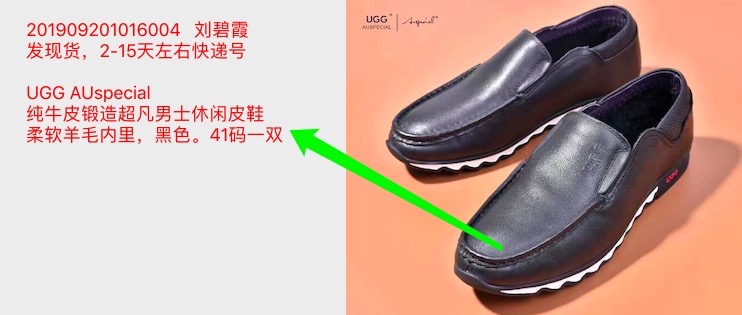 201909201016004 刘碧霞
发现货，2-15天左右快递号
UGG AUspecial
纯牛皮锻造超凡男士休闲皮鞋
柔软羊毛内里，黑色。41码一双
UGG®
AUSPECIAL
Auspecial®
UGG